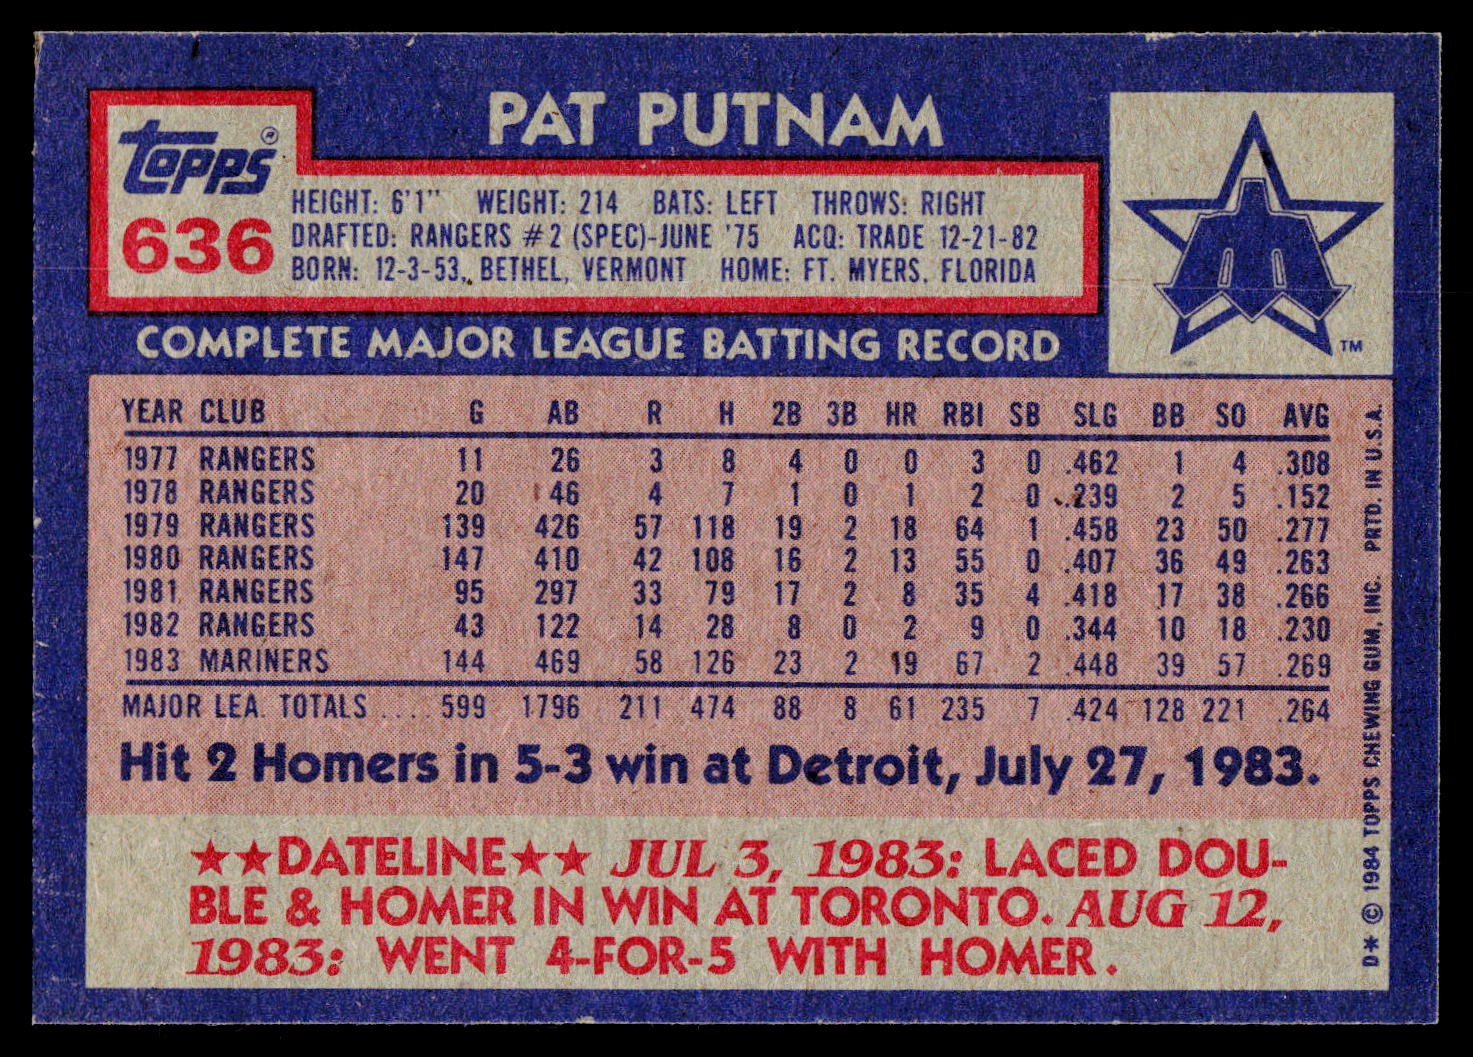 PAT PUTNAM
TOPPS®
636
HEIGHT: 6'1" WEIGHT: 214 BATS: LEFT THROWS: RIGHT
DRAFTED: RANGERS #2 (SPEC)-JUNE '75 ACQ: TRADE 12-21-82
BORN: 12-3-53, BETHEL, VERMONT HOME: FT. MYERS, FLORIDA
TM
COMPLETE MAJOR LEAGUE BATTING RECORD
YEAR CLUB G AB R H 2B 3B HR RBI SB SLG BB SO AVG
1977 RANGERS 11 26 3 8 4 0 0 3 0 .462 1 4 .308
1978 RANGERS 20 46 4 7 1 0 1 2 0 .239 2 5 .152
1979 RANGERS 139 426 57 118 19 2 18 64 1 .458 23 50 .277
1980 RANGERS 147 410 42 108 16 2 13 55 0 .407 36 49 .263
1981 RANGERS 95 297 33 79 17 2 8 35 4 .418 17 38 .266
1982 RANGERS 43 122 14 28 8 0 2 9 0 .344 10 18 .230
1983 MARINERS 144 469 58 126 23 2 19 67 2 .448 39 57 .269
MAJOR LEA. TOTALS .... 599 1796 211 474 88 8 61 235 7 .424 128 221 .264
Hit 2 Homers in 5-3 win at Detroit, July 27, 1983.
★★DATELINE★★ JUL 3, 1983: LACED DOU-
BLE & HOMER IN WIN AT TORONTO. AUG 12,
1983: WENT 4-FOR-5 WITH HOMER.
D* © 1984 TOPPS CHEWING GUM, INC. PRTD. IN U.S.A.